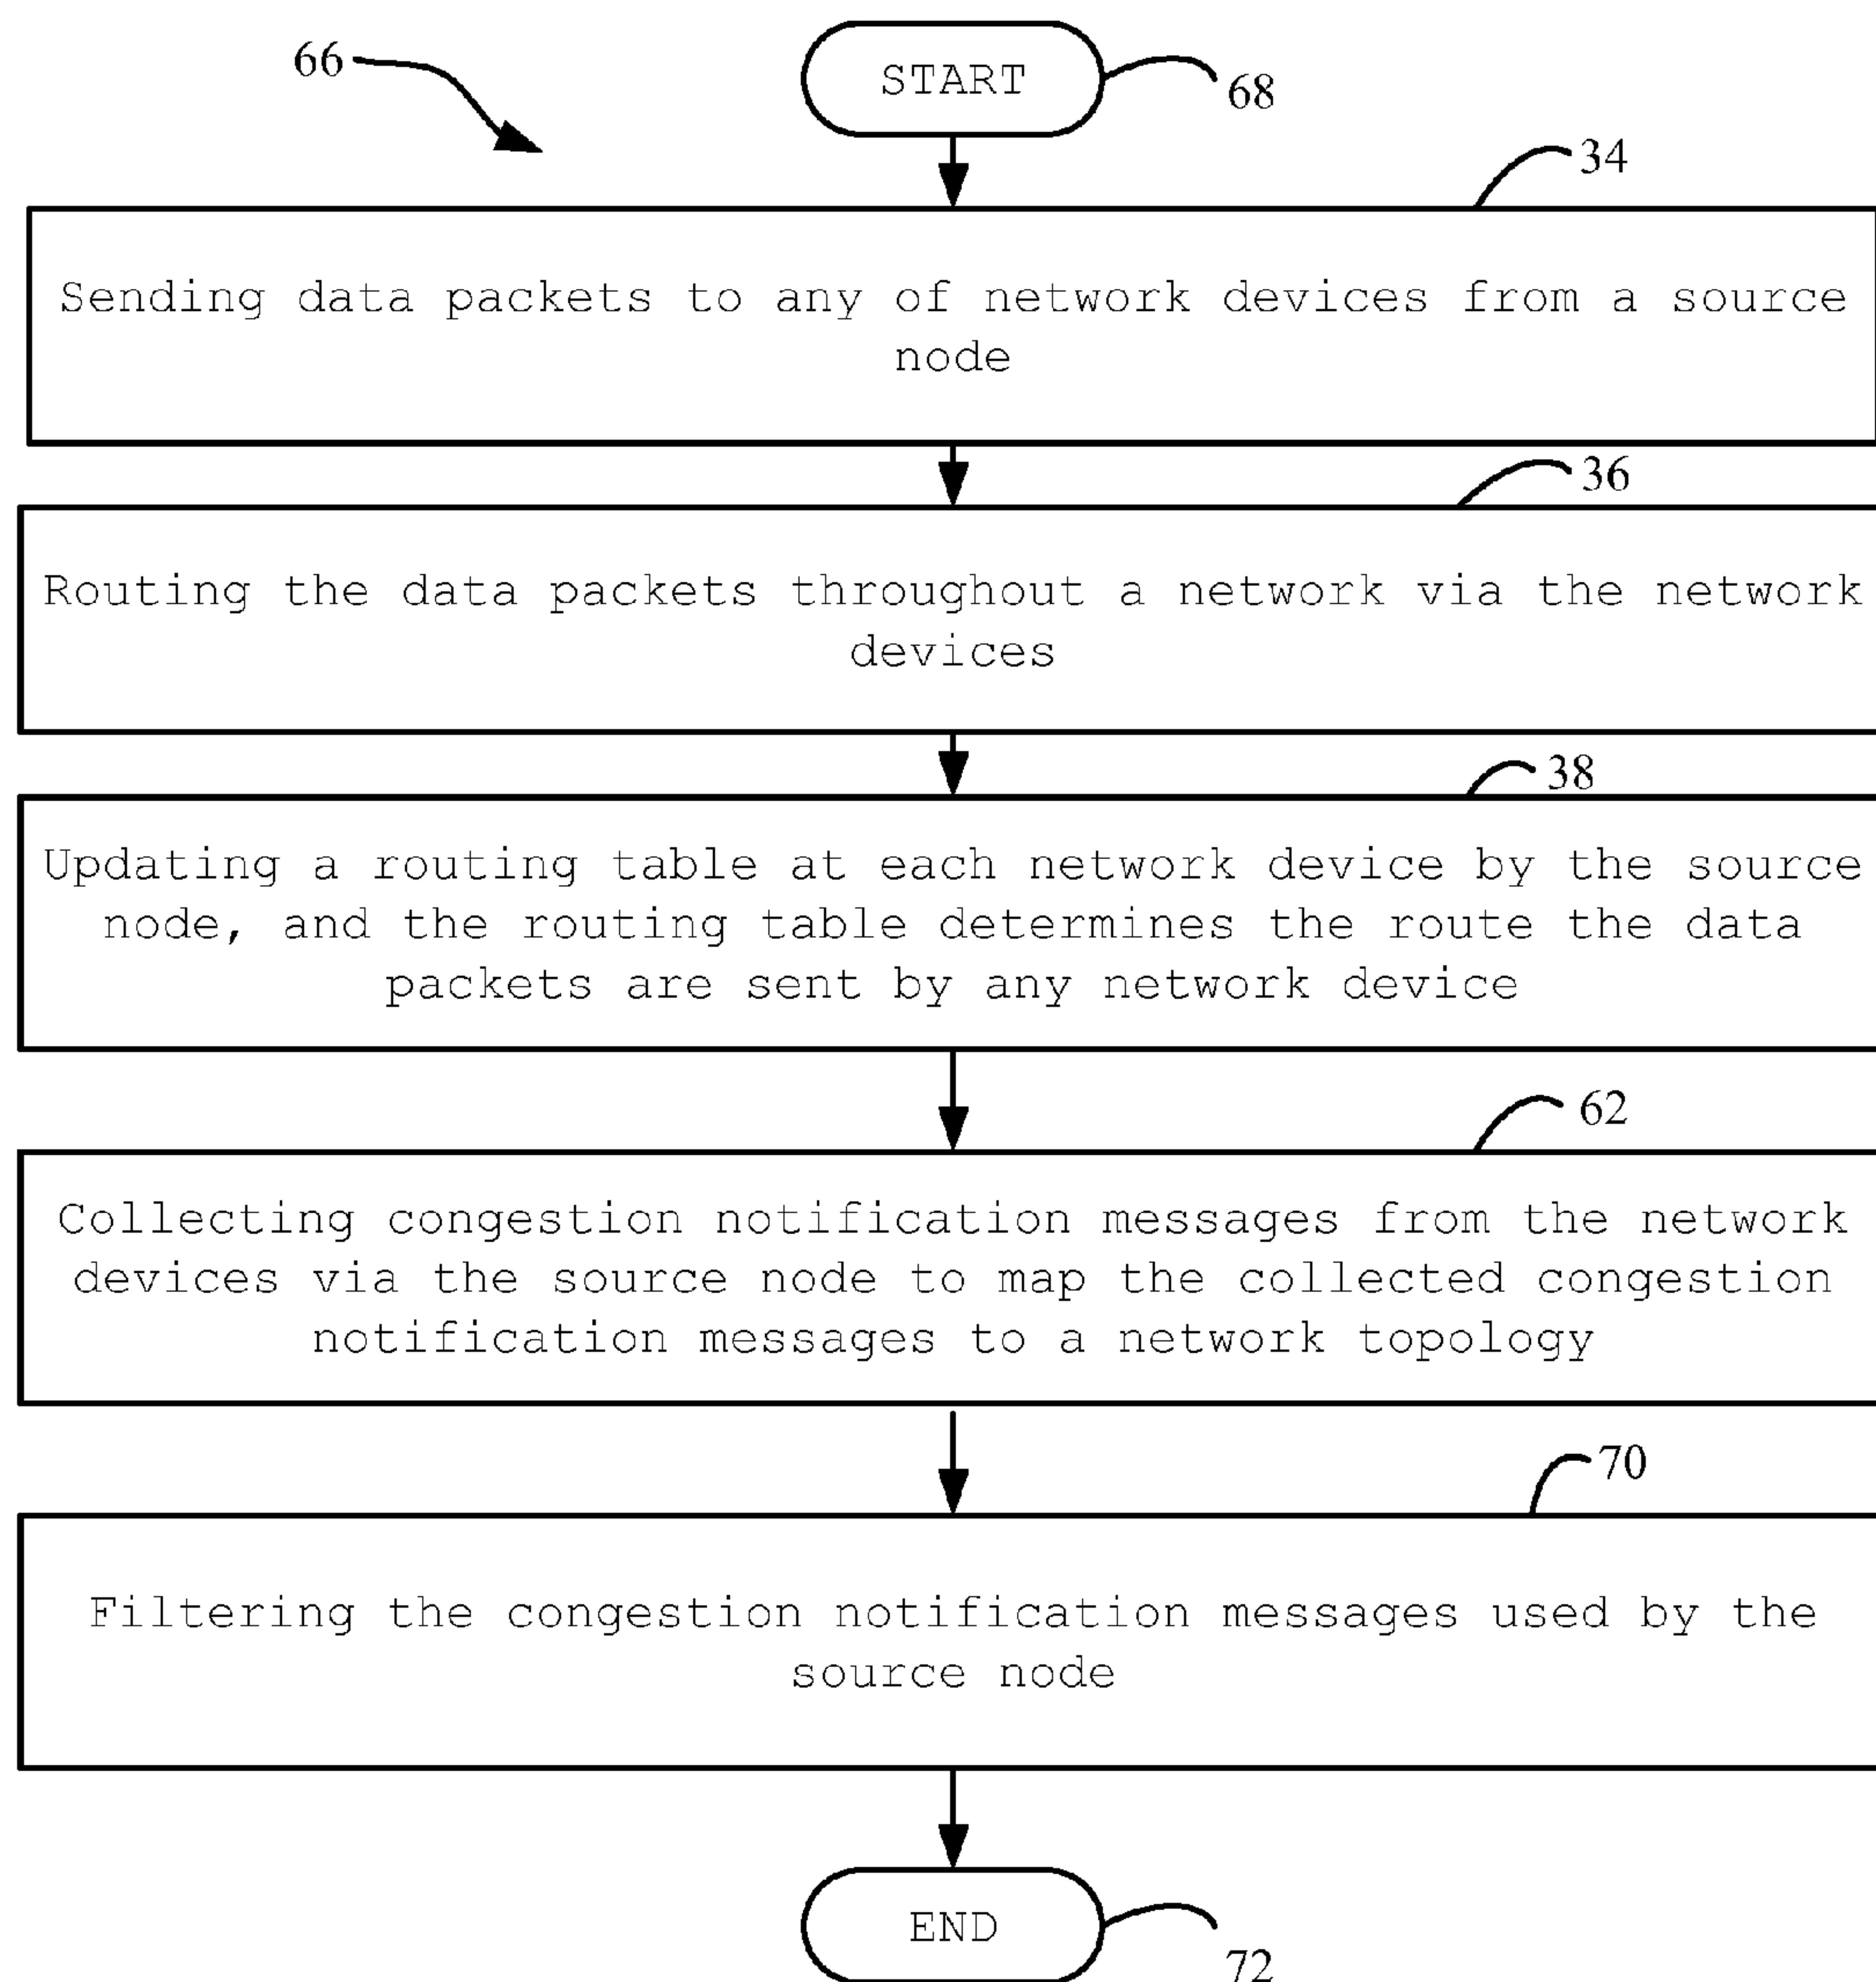 66
START
68
34
Sending data packets to any of network devices from a source
node
36
Routing the data packets throughout a network via the network
devices
38
Updating a routing table at each network device by the source
node, and the routing table determines the route the data
packets are sent by any network device
62
Collecting congestion notification messages from the network
devices via the source node to map the collected congestion
notification messages to a network topology
70
Filtering the congestion notification messages used by the
source node
END
72